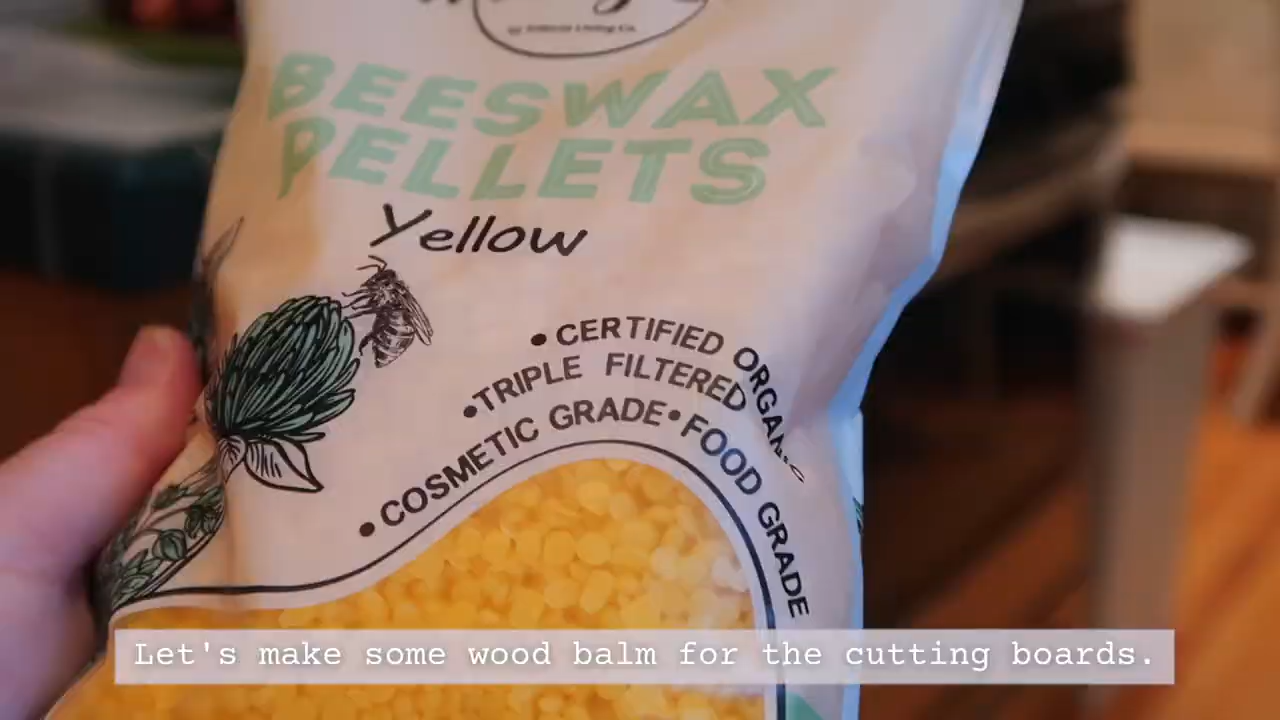 BEESWAX
PELLETS
Yellow
• CERTIFIED ORGANIC
• TRIPLE FILTERED
• COSMETIC GRADE • FOOD GRADE
Let's make some wood balm for the cutting boards.